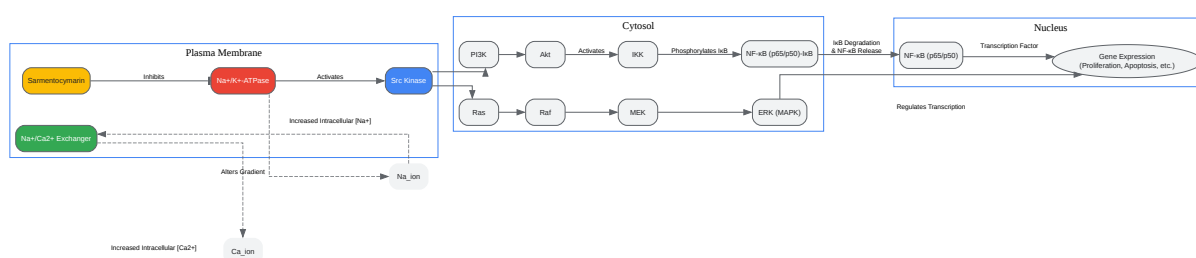 Cytosol
Nucleus
Plasma Membrane
PI3K
Akt
Activates
IKK
Phosphorylates IκB
NF-κB (p65/p50)-IκB
IκB Degradation
& NF-κB Release
NF-κB (p65/p50)
Transcription Factor
Gene Expression
(Proliferation, Apoptosis, etc.)
Sarmentocymarin
Inhibits
Na+/K+-ATPase
Activates
Src Kinase
Ras
Raf
MEK
ERK (MAPK)
Regulates Transcription
Increased Intracellular [Na+]
Na+/Ca2+ Exchanger
Alters Gradient
Na_ion
Increased Intracellular [Ca2+]
Ca_ion